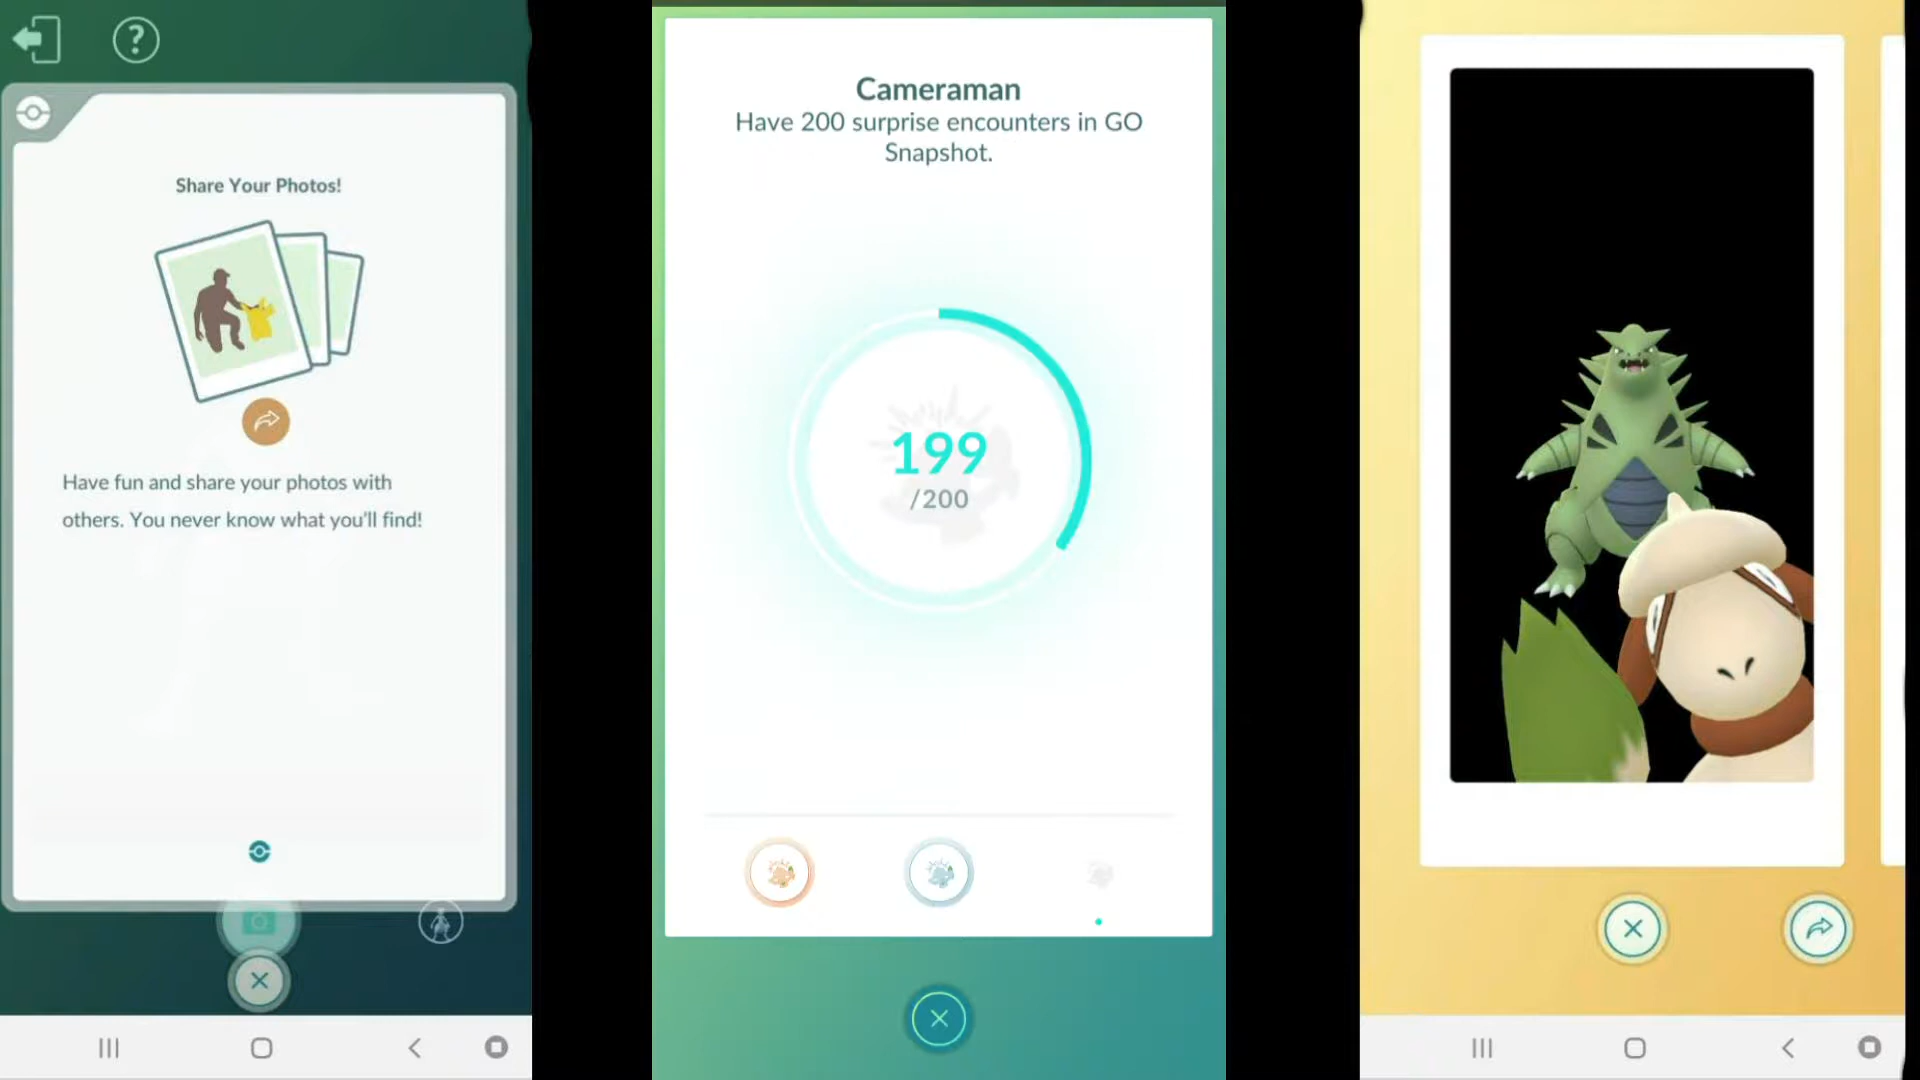 ?
Share Your Photos!
Have fun and share your photos with
others. You never know what you'll find!
Cameraman
Have 200 surprise encounters in GO
Snapshot.
199
/200